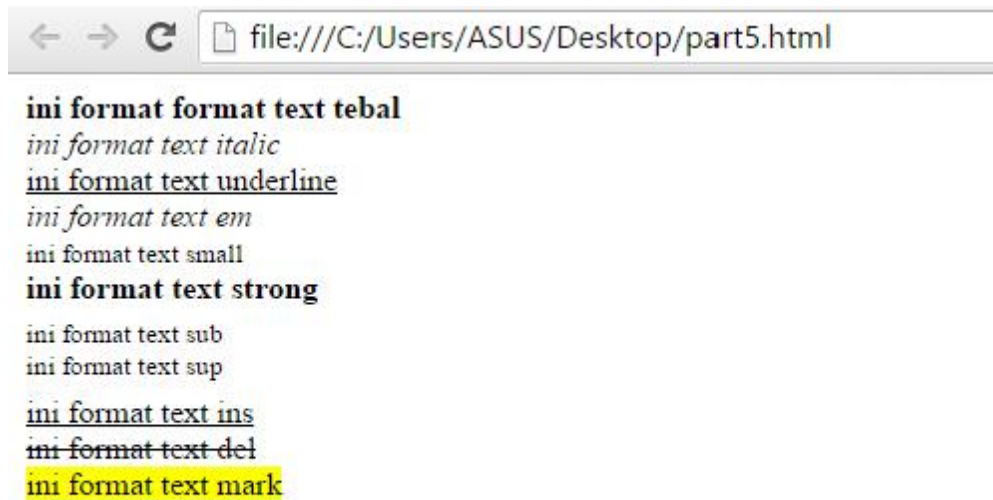 file:///C:/Users/ASUS/Desktop/part5.html
ini format format text tebal
ini format text italic
ini format text underline
ini format text em
ini format text small
ini format text strong
ini format text sub
ini format text sup
ini format text ins
ini format text del
ini format text mark